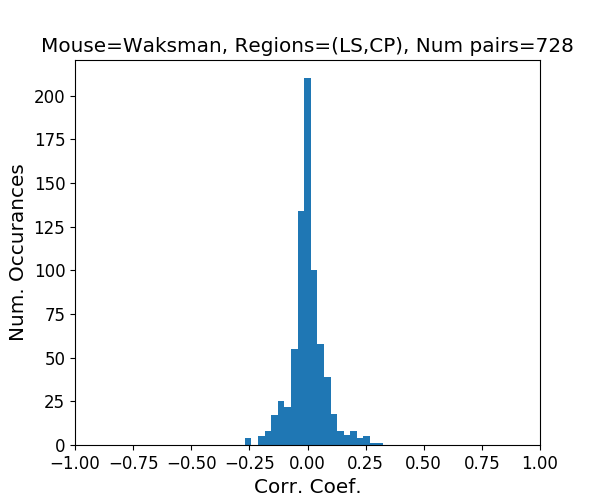 Mouse=Waksman, Regions=(LS,CP), Num pairs=728
Num. Occurances
200
175
150
125
100
75
50
25
0
−1.00 −0.75 −0.50 −0.25 0.00 0.25 0.50 0.75 1.00
Corr. Coef.